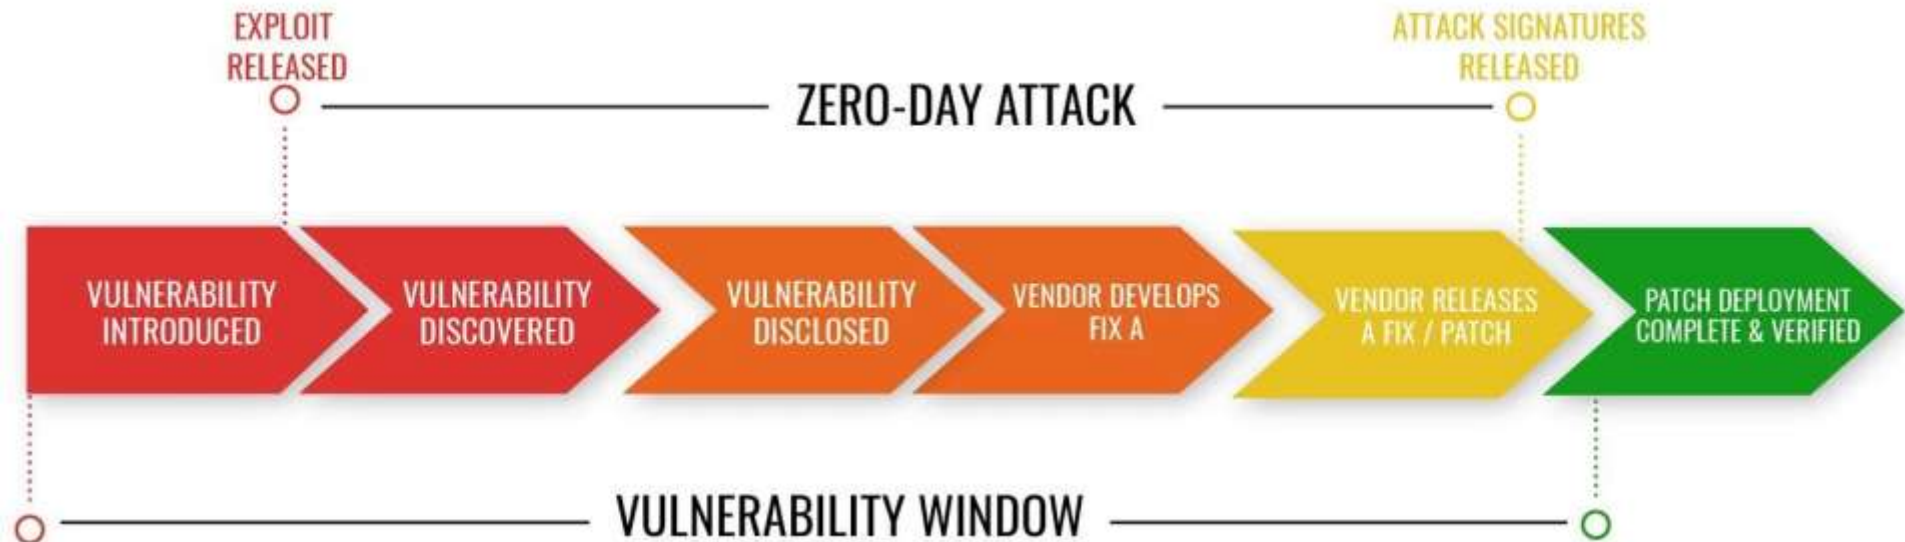 EXPLOIT
RELEASED
ATTACK SIGNATURES
RELEASED
ZERO-DAY ATTACK
VULNERABILITY
INTRODUCED
VULNERABILITY
DISCOVERED
VULNERABILITY
DISCLOSED
VENDOR DEVELOPS
FIX A
VENDOR RELEASES
A FIX / PATCH
PATCH DEPLOYMENT
COMPLETE & VERIFIED
VULNERABILITY WINDOW